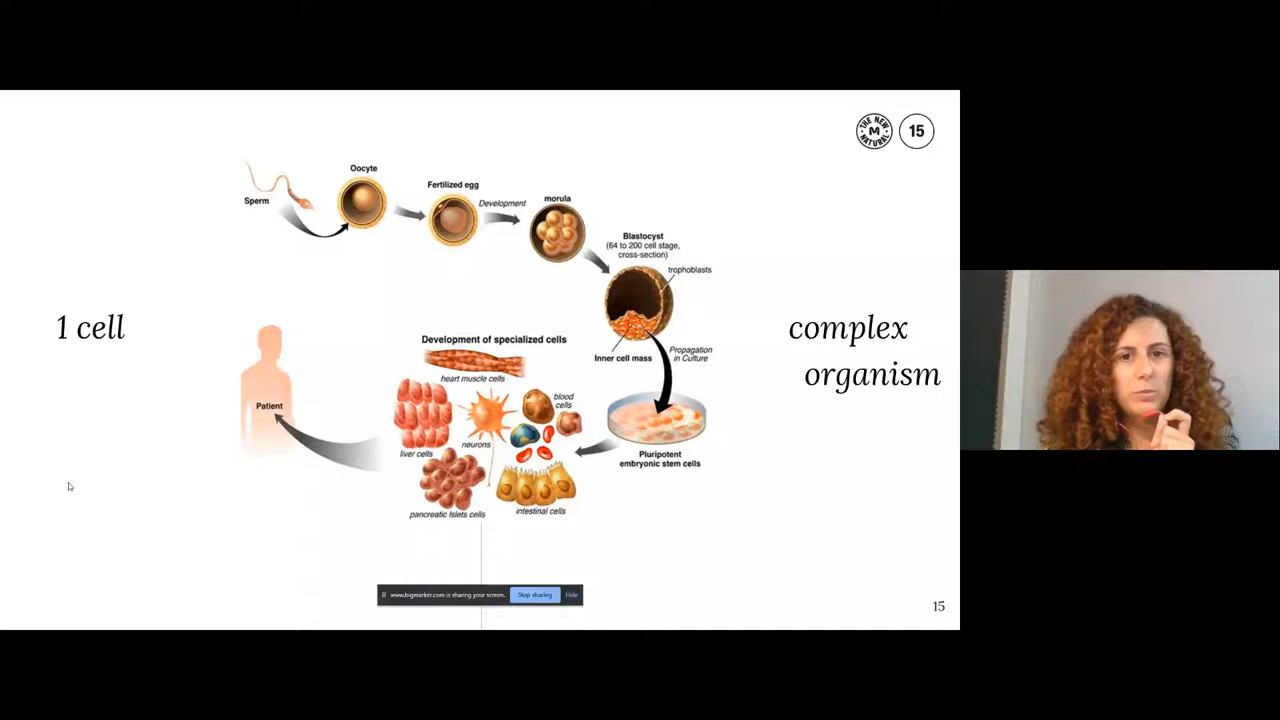 THE NEW
M
NATURAL
15
Oocyte
Sperm
Fertilized egg
Development
morula
Blastocyst
(64 to 200 cell stage,
cross-section)
trophoblasts
1 cell
complex
organism
Inner cell mass
Propagation
in Culture
Development of specialized cells
heart muscle cells
blood
cells
Patient
neurons
liver cells
Pluripotent
embryonic stem cells
pancreatic Islets cells
intestinal cells
www.bigmarker.com is sharing your screen.
Stop sharing
Hide
15